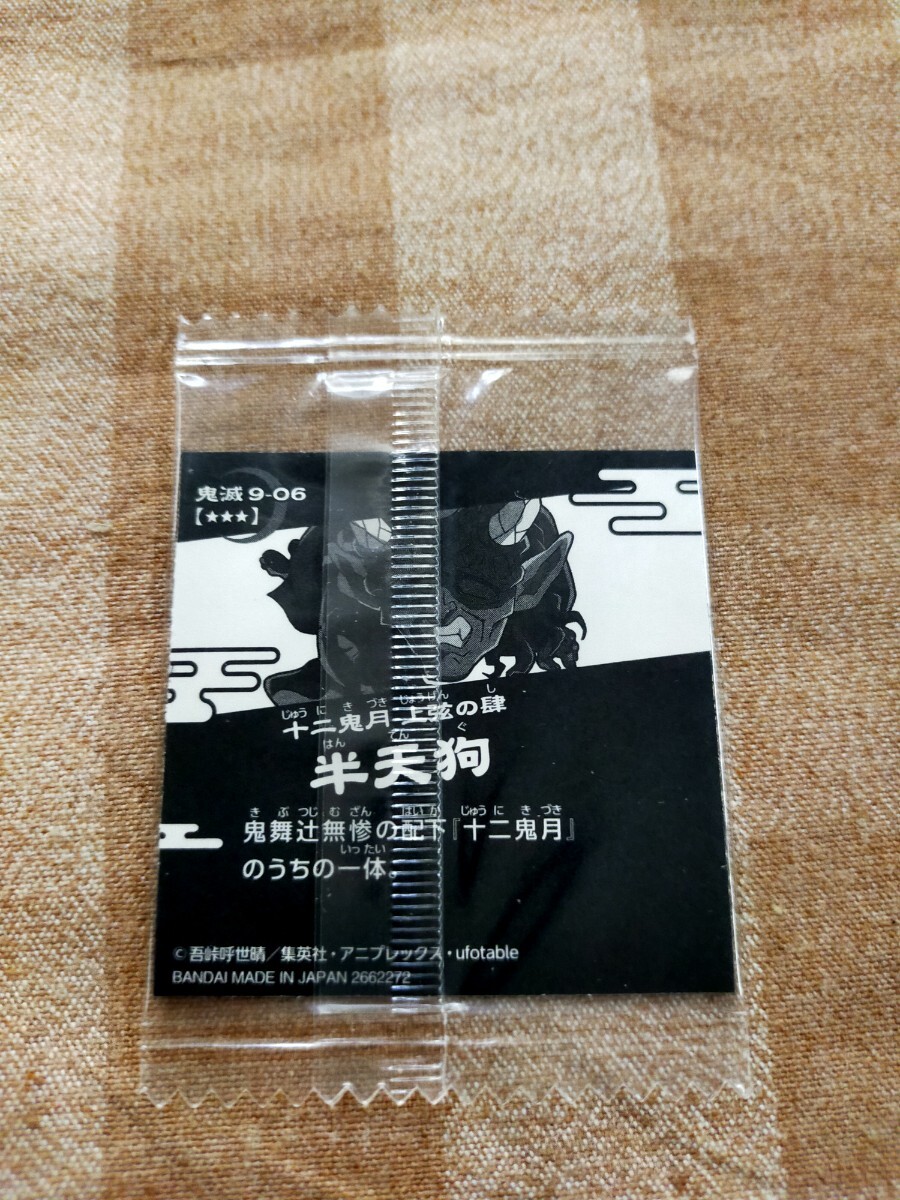 鬼滅 9-06
【★★★】
じゅう に き づき じょうげん し
十二鬼月 上弦の肆
はん てん ぐ
半天狗
き ぶ つじ む ざん はい か じゅう に き づき
鬼舞辻無惨の配下『十二鬼月』
いっ たい
のうちの一体。
© 吾峠呼世晴／集英社・アニプレックス・ufotable
BANDAI MADE IN JAPAN 2662272